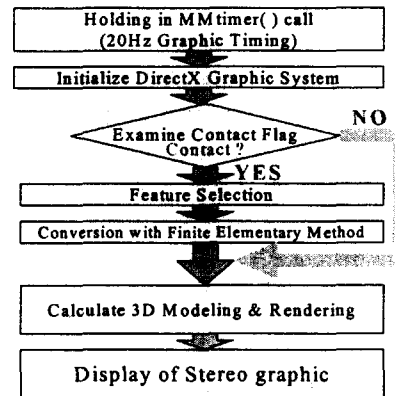 Holding in MMtimer( ) call
(20Hz Graphic Timing)
Initialize DirectX Graphic System
Examine Contact Flag
Contact ?
NO
YES
Feature Selection
Conversion with Finite Elementary Method
Calculate 3D Modeling & Rendering
Display of Stereo graphic